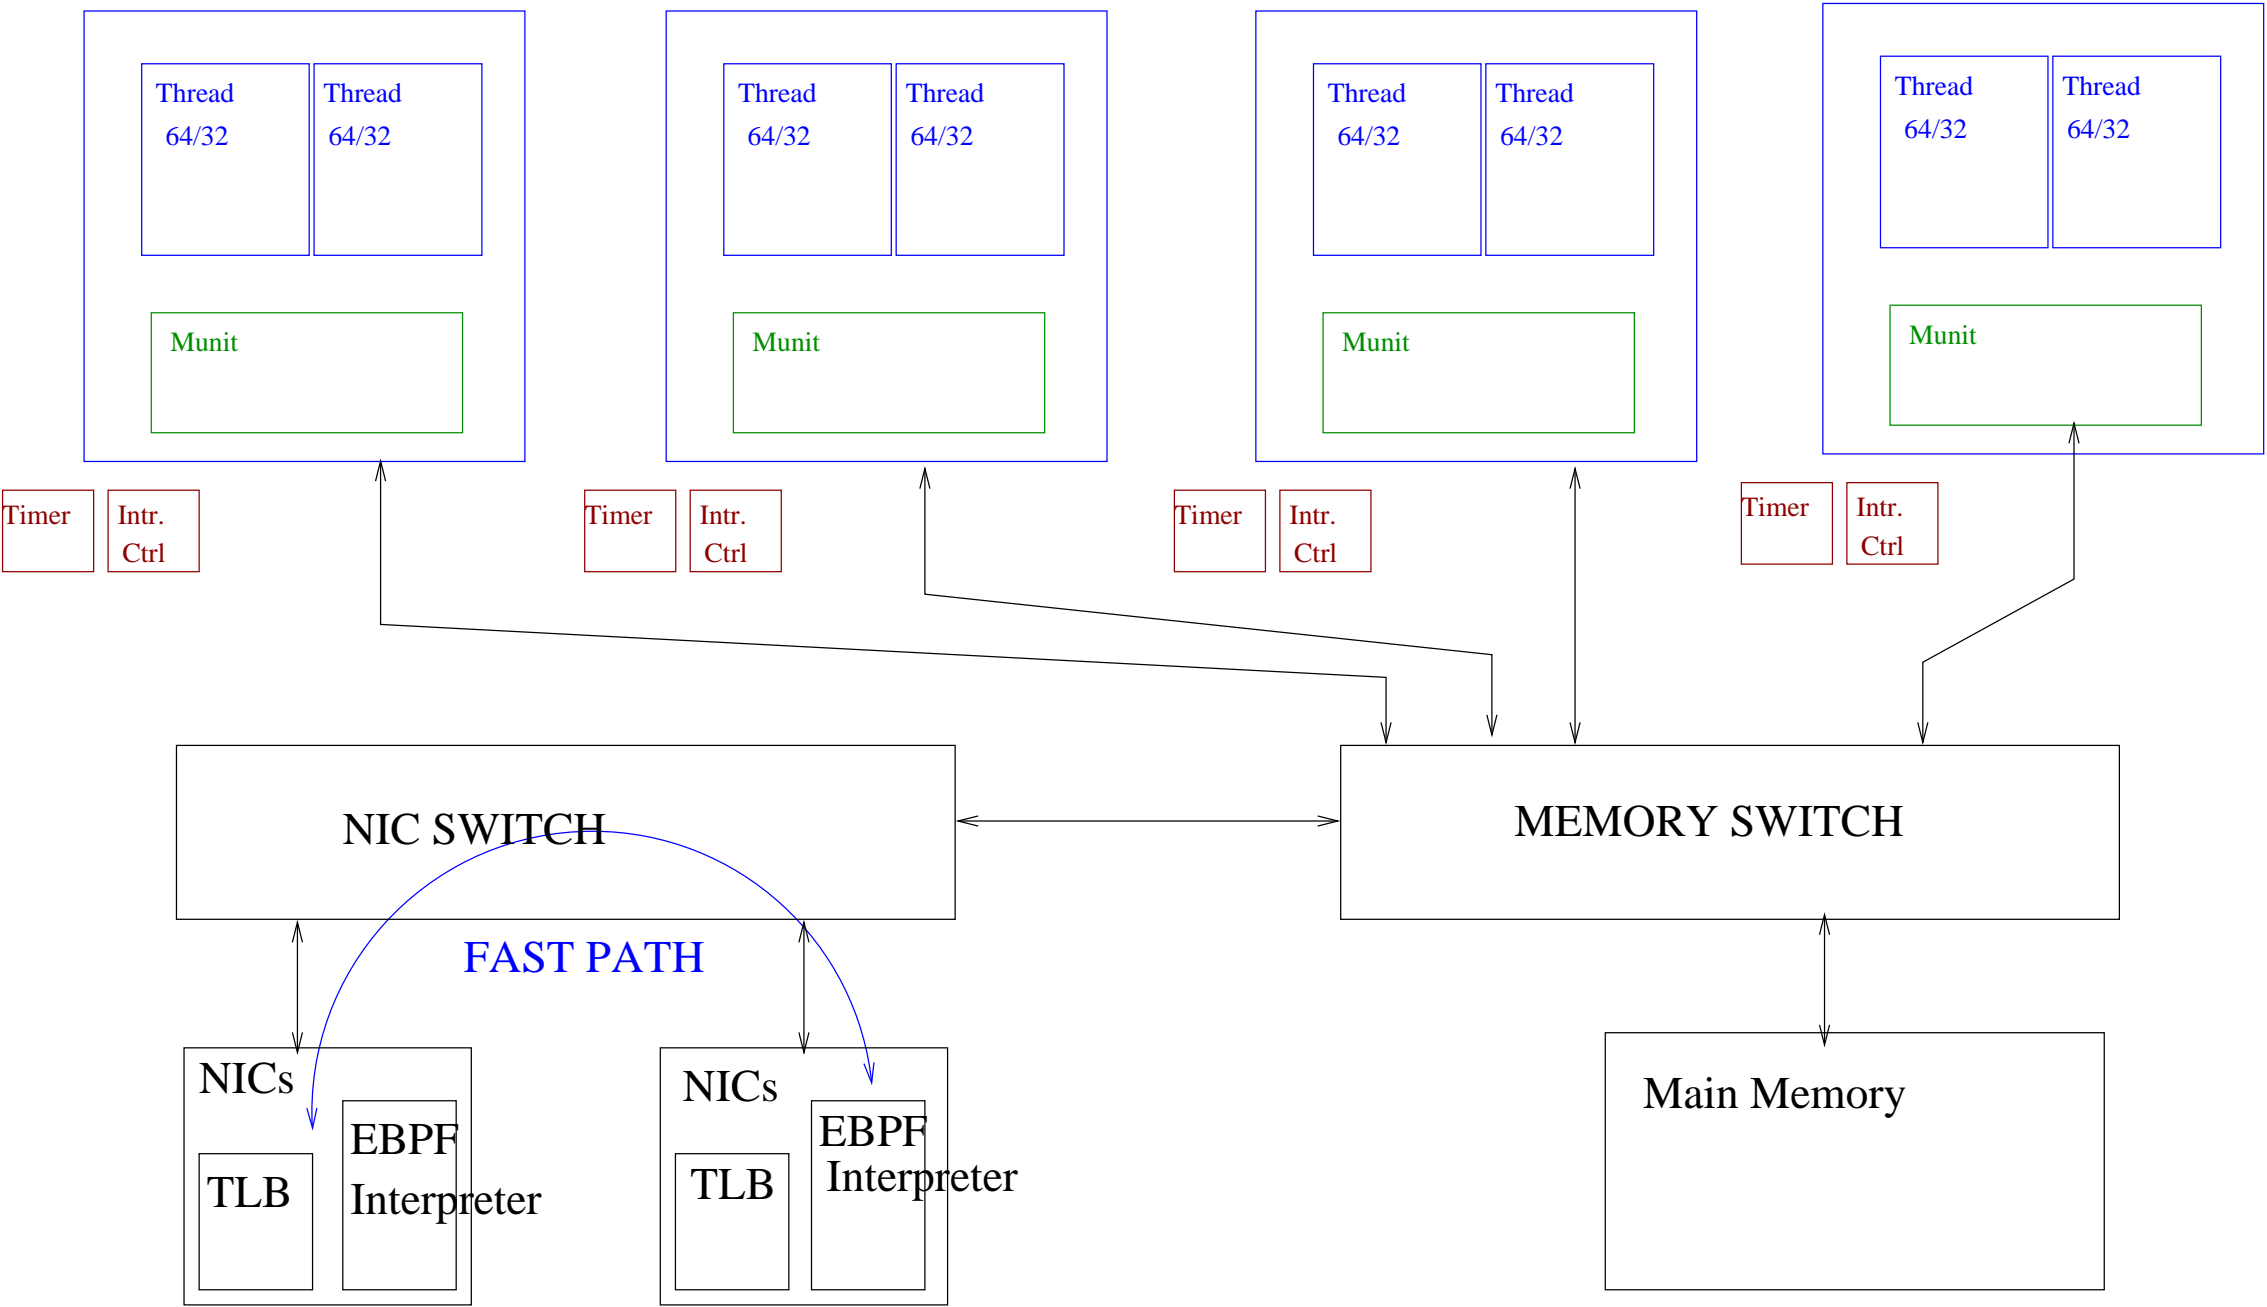 Thread
64/32
Thread
64/32
Munit
Thread
64/32
Thread
64/32
Munit
Thread
64/32
Thread
64/32
Munit
Thread
64/32
Thread
64/32
Munit
Timer
Intr.
Ctrl
Timer
Intr.
Ctrl
Timer
Intr.
Ctrl
Timer
Intr.
Ctrl
NIC SWITCH
MEMORY SWITCH
FAST PATH
NICs
TLB
EBPF
Interpreter
NICs
TLB
EBPF
Interpreter
Main Memory